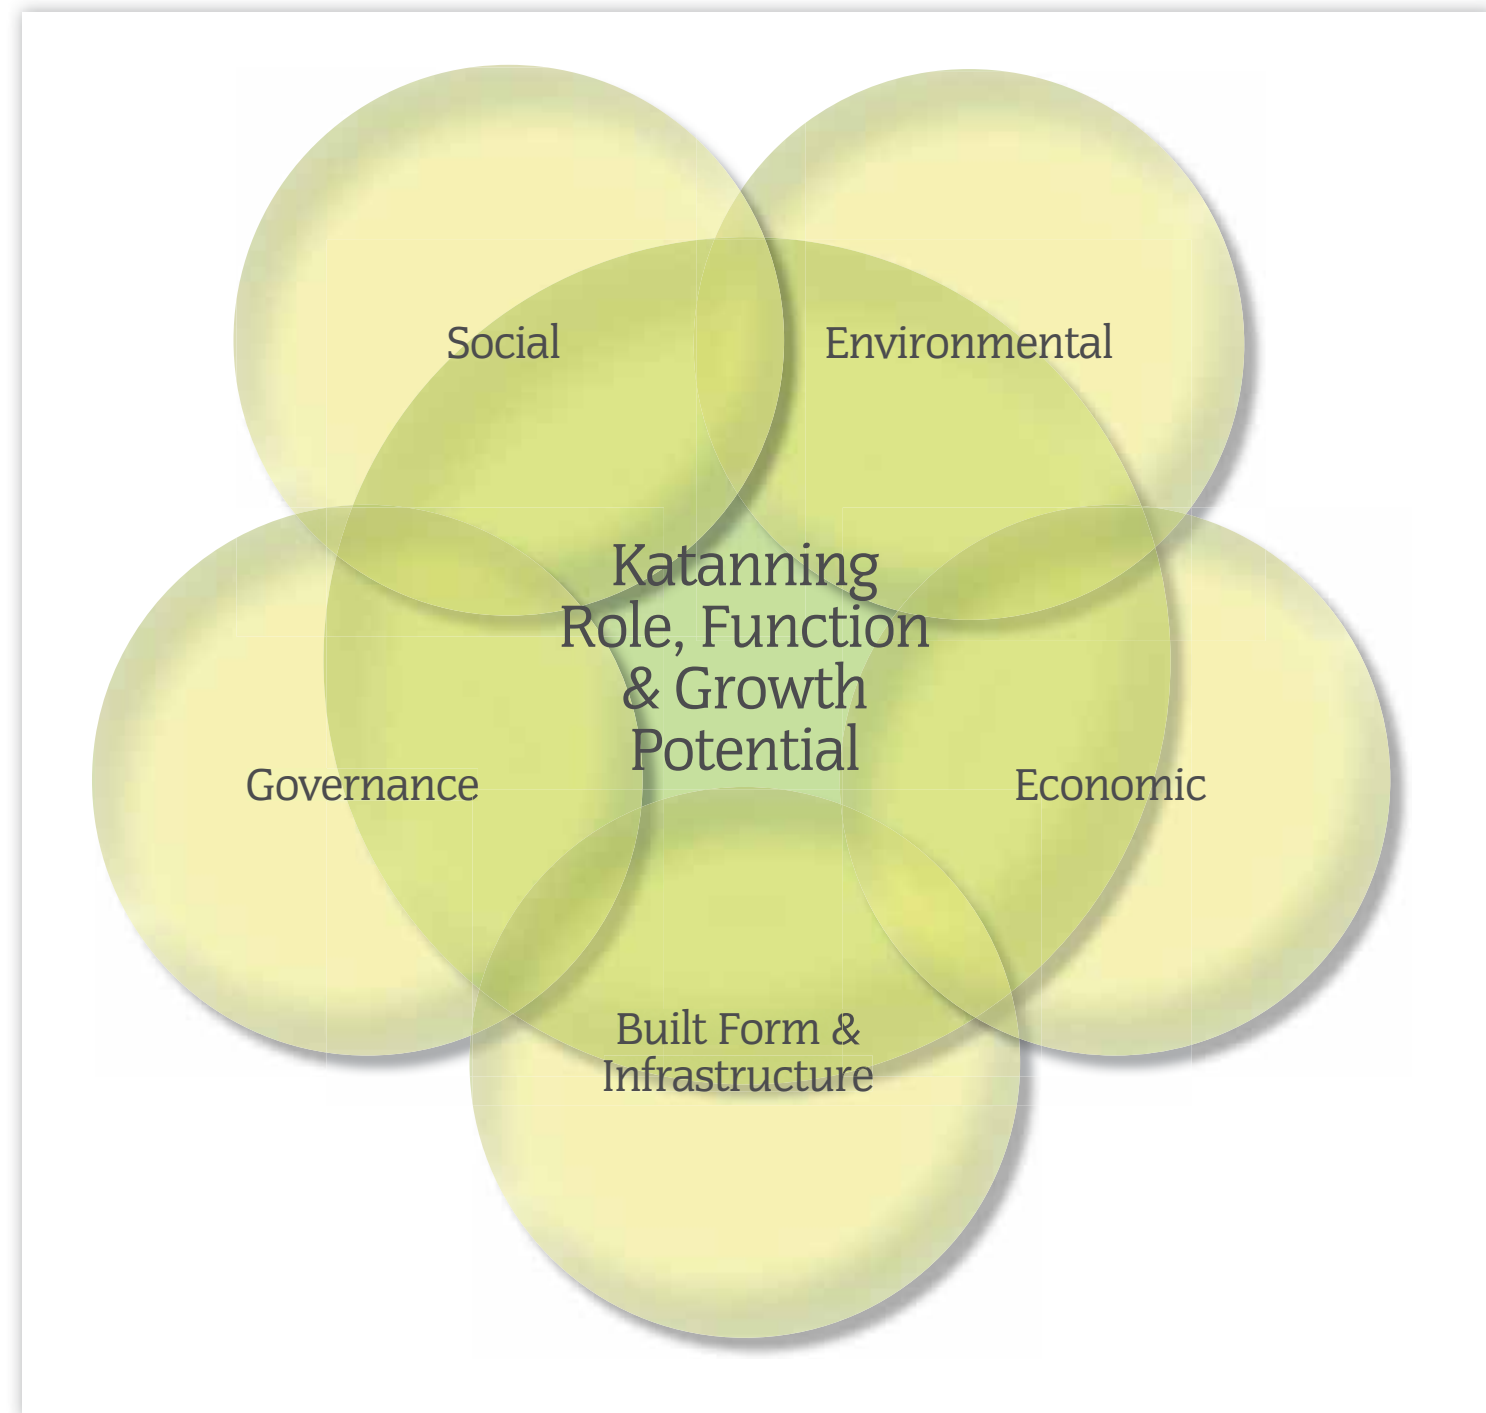 Social
Environmental
Katanning
Role, Function
& Growth
Potential
Governance
Economic
Built Form &
Infrastructure